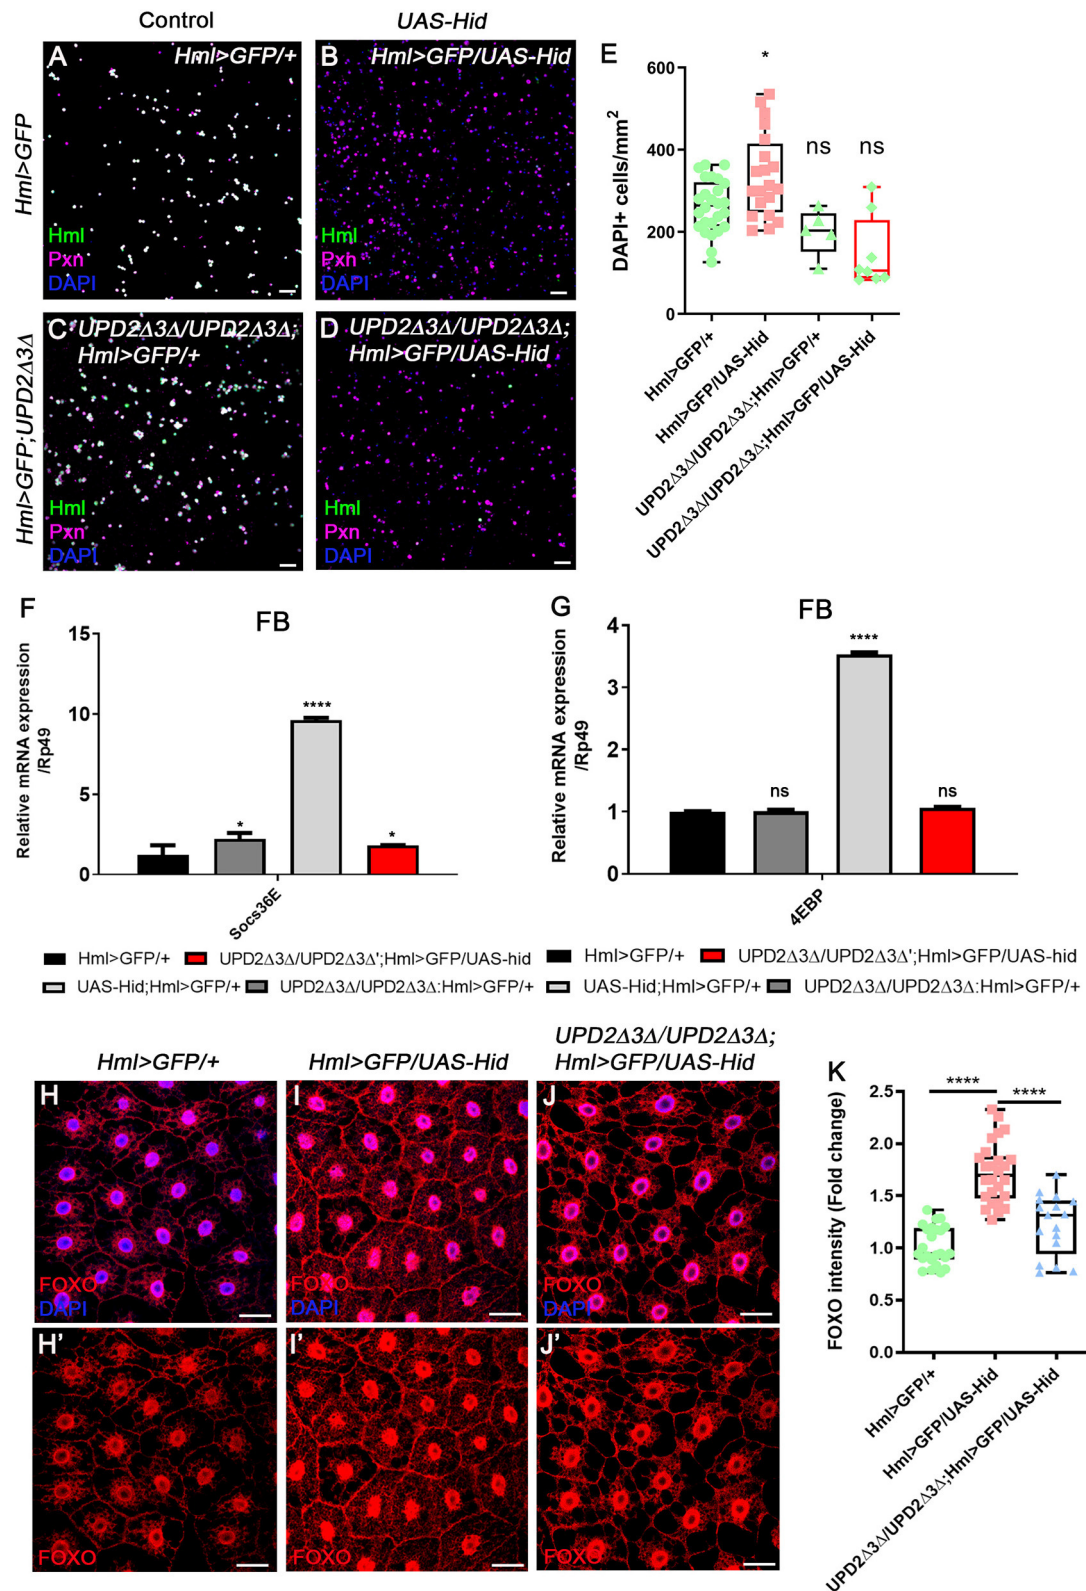 Control
UAS-Hid
Hml>GFP
Hml>GFP;UPD2Δ3Δ
A
Hml>GFP/+
Hml
Pxn
DAPI
B
Hml>GFP/UAS-Hid
Hml
Pxn
DAPI
C
UPD2Δ3Δ/UPD2Δ3Δ;
Hml>GFP/+
Hml
Pxn
DAPI
D
UPD2Δ3Δ/UPD2Δ3Δ;
Hml>GFP/UAS-Hid
Hml
Pxn
DAPI
E
DAPI+ cells/mm²
600
400
200
0
*
ns
ns
Hml>GFP/+
Hml>GFP/UAS-Hid
UPD2Δ3Δ/UPD2Δ3Δ;Hml>GFP/+
UPD2Δ3Δ/UPD2Δ3Δ;Hml>GFP/UAS-Hid
F
FB
Relative mRNA expression
/Rp49
15
10
5
0
*
****
*
Socs36E
Hml>GFP/+
UPD2Δ3Δ/UPD2Δ3Δ';Hml>GFP/UAS-hid
UAS-Hid;Hml>GFP/+
UPD2Δ3Δ/UPD2Δ3Δ:Hml>GFP/+
G
FB
Relative mRNA expression
/Rp49
4
3
2
1
0
ns
****
ns
4EBP
Hml>GFP/+
UPD2Δ3Δ/UPD2Δ3Δ';Hml>GFP/UAS-hid
UAS-Hid;Hml>GFP/+
UPD2Δ3Δ/UPD2Δ3Δ:Hml>GFP/+
Hml>GFP/+
Hml>GFP/UAS-Hid
UPD2Δ3Δ/UPD2Δ3Δ;
Hml>GFP/UAS-Hid
H
FOXO
DAPI
I
FOXO
DAPI
J
FOXO
DAPI
H'
FOXO
I'
FOXO
J'
FOXO
K
FOXO intensity (Fold change)
2.5
2.0
1.5
1.0
0.5
0.0
****
****
Hml>GFP/+
Hml>GFP/UAS-Hid
UPD2Δ3Δ/UPD2Δ3Δ;Hml>GFP/UAS-Hid